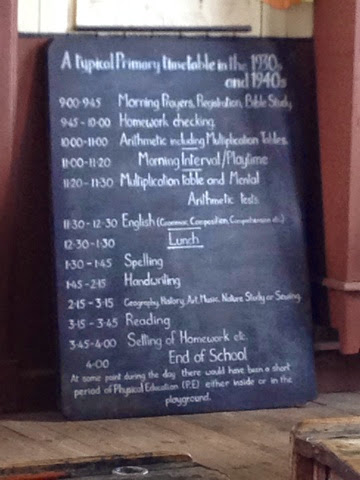 A typical Primary timetable in the 1930s
and 1940s
9·00-9·45 Morning Prayers, Registration, Bible Study
9·45 - 10·00 Homework checking.
10·00-11·00 Arithmetic including Multiplication Tables.
11·00-11·20 Morning Interval/Playtime
11·20 - 11·30 Multiplication table and Mental
Arithmetic tests.
11·30 - 12·30 English (Grammar, Composition, Comprehension etc.)
12·30 - 1·30 Lunch
1·30 - 1·45 Spelling
1·45 - 2·15 Handwriting
2·15 - 3·15 Geography, History, Art, Music, Nature Study or Sewing
3·15 - 3·45 Reading
3·45-4·00 Setting of Homework etc.
4·00 End of School
At some point during the day there would have been a short
period of Physical Education (P.E) either inside or in the
playground.